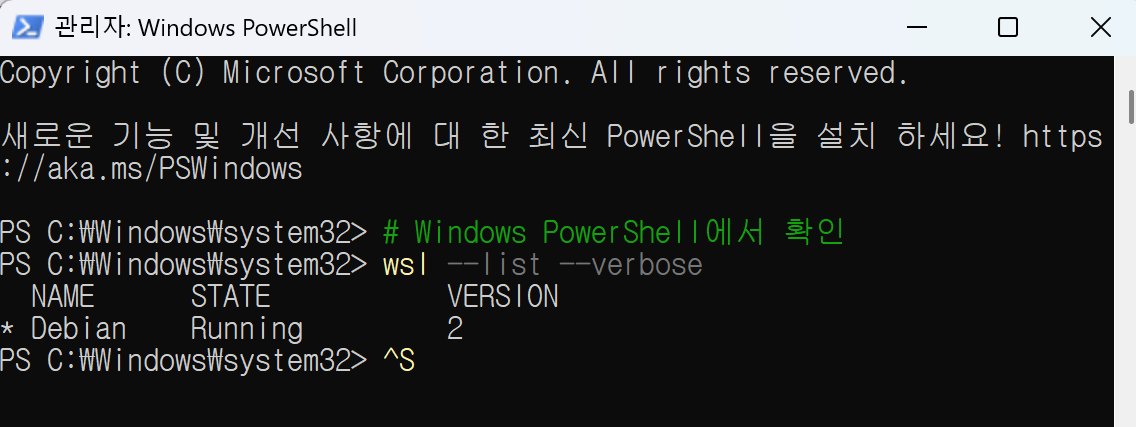 관리자: Windows PowerShell
Copyright (C) Microsoft Corporation. All rights reserved.
새로운 기능 및 개선 사항에 대 한 최신 PowerShell을 설치 하세요! https
://aka.ms/PSWindows
PS C:₩Windows₩system32> # Windows PowerShell에서 확인
PS C:₩Windows₩system32> wsl --list --verbose
  NAME      STATE           VERSION
* Debian    Running         2
PS C:₩Windows₩system32> ^S